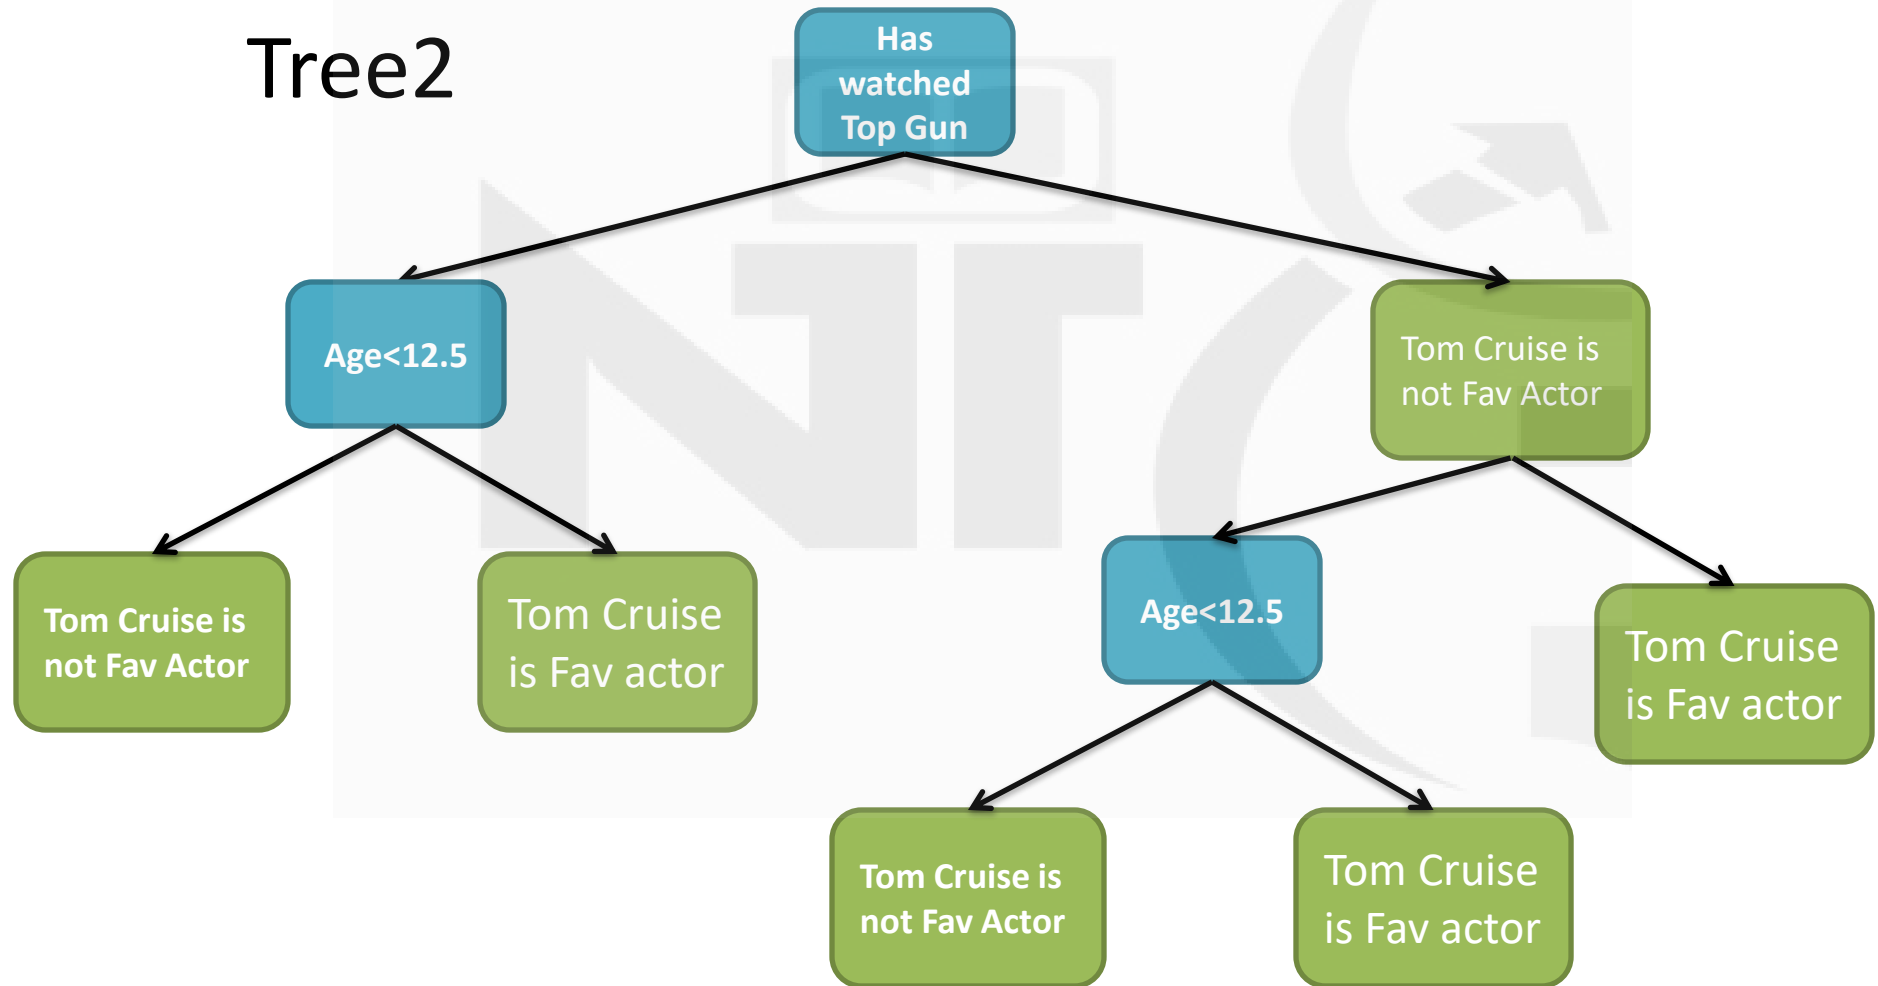 Tree2
Has
watched
Top Gun
Age<12.5
Tom Cruise is
not Fav Actor
Tom Cruise is
not Fav Actor
Tom Cruise
is Fav actor
Age<12.5
Tom Cruise
is Fav actor
Tom Cruise is
not Fav Actor
Tom Cruise
is Fav actor